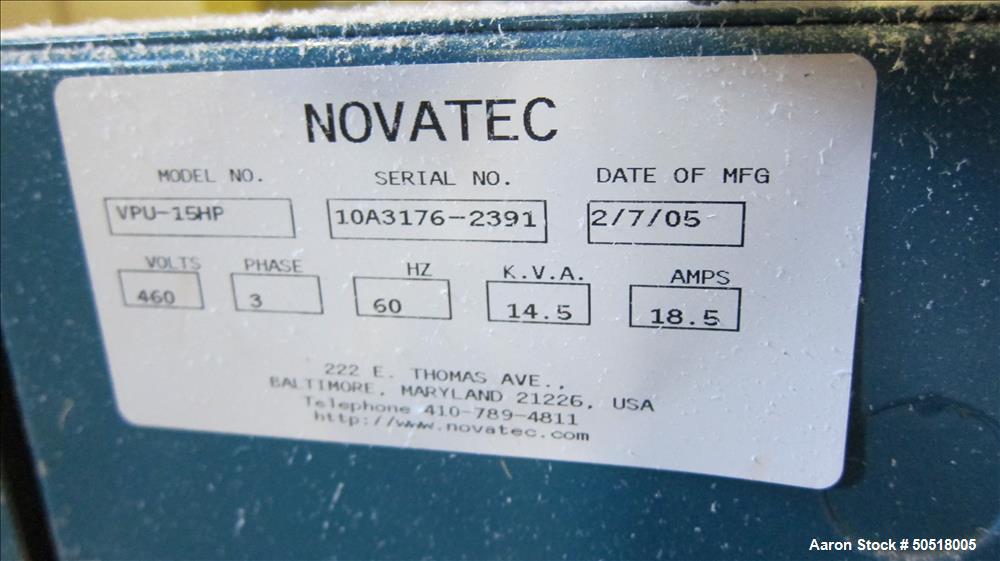 NOVATEC
MODEL NO. SERIAL NO. DATE OF MFG
VPU-15HP 10A3176-2391 2/7/05
VOLTS PHASE HZ K.V.A. AMPS
460 3 60 14.5 18.5
222 E. THOMAS AVE.,
BALTIMORE, MARYLAND 21226, USA
Telephone 410-789-4811
http://www.novatec.com
Aaron Stock # 50518005